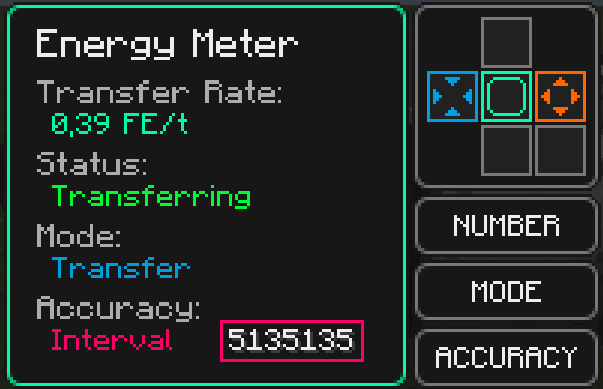 Energy Meter
Transfer Rate:
0,39 FE/t
Status:
Transferring
Mode:
Transfer
Accuracy:
Interval 5135135
NUMBER
MODE
ACCURACY